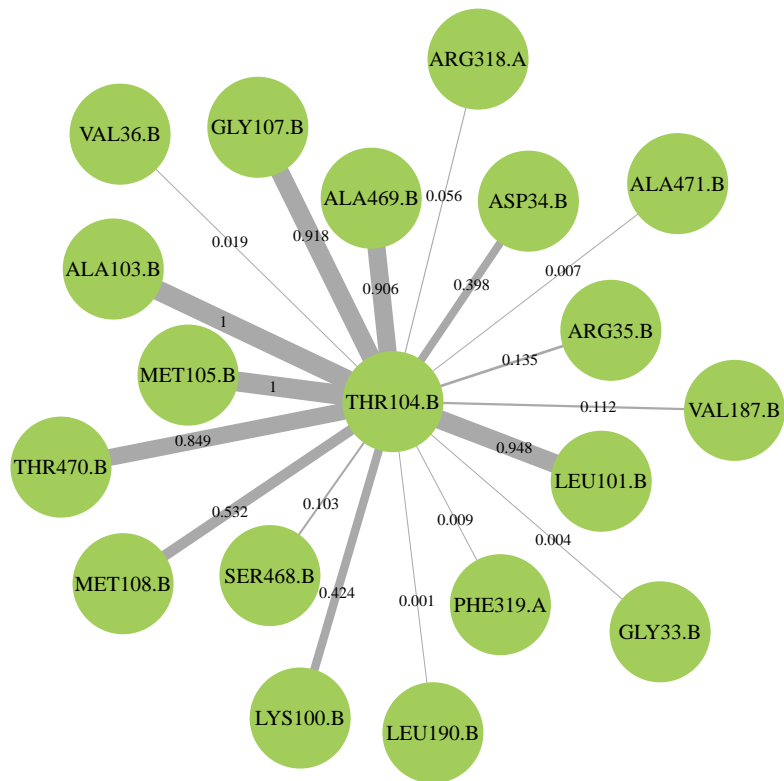 ARG318.A
GLY107.B
VAL36.B
ALA471.B
ALA469.B
ASP34.B
0.056
0.918
0.019
0.398
0.007
ALA103.B
0.906
1
ARG35.B
0.135
MET105.B
1
THR104.B
0.112
VAL187.B
0.849
THR470.B
0.948
LEU101.B
0.103
0.009
0.532
0.004
SER468.B
MET108.B
0.424
0.001
PHE319.A
GLY33.B
LYS100.B
LEU190.B